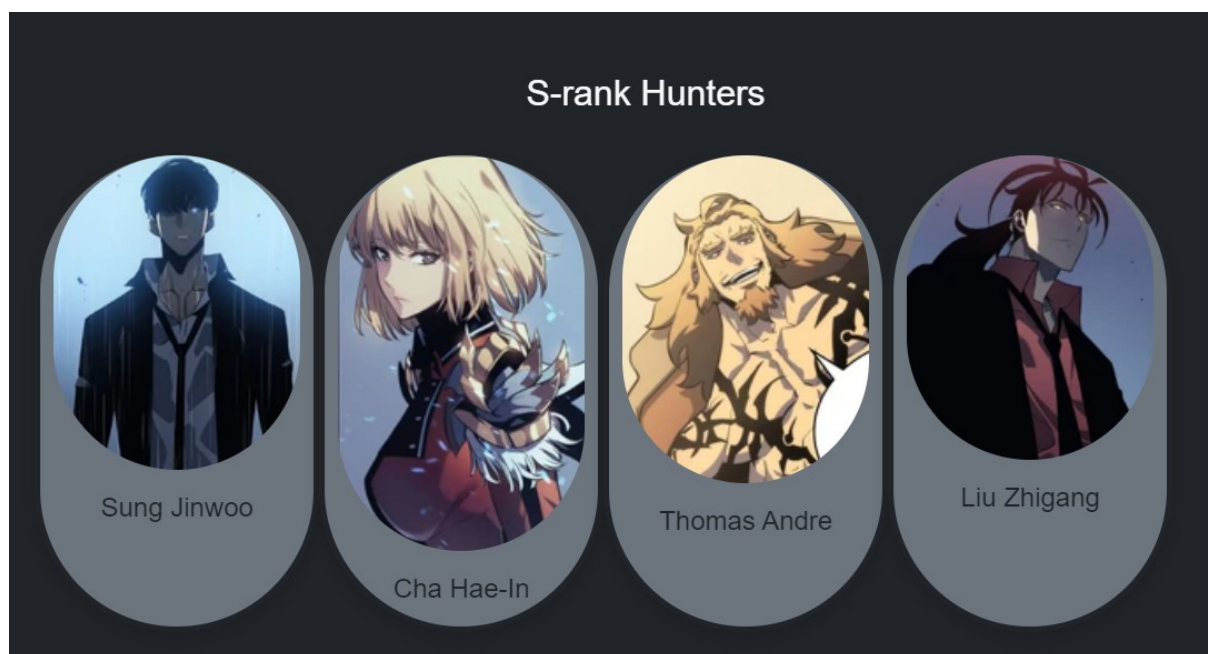 S-rank Hunters
Sung Jinwoo
Cha Hae-In
Thomas Andre
Liu Zhigang